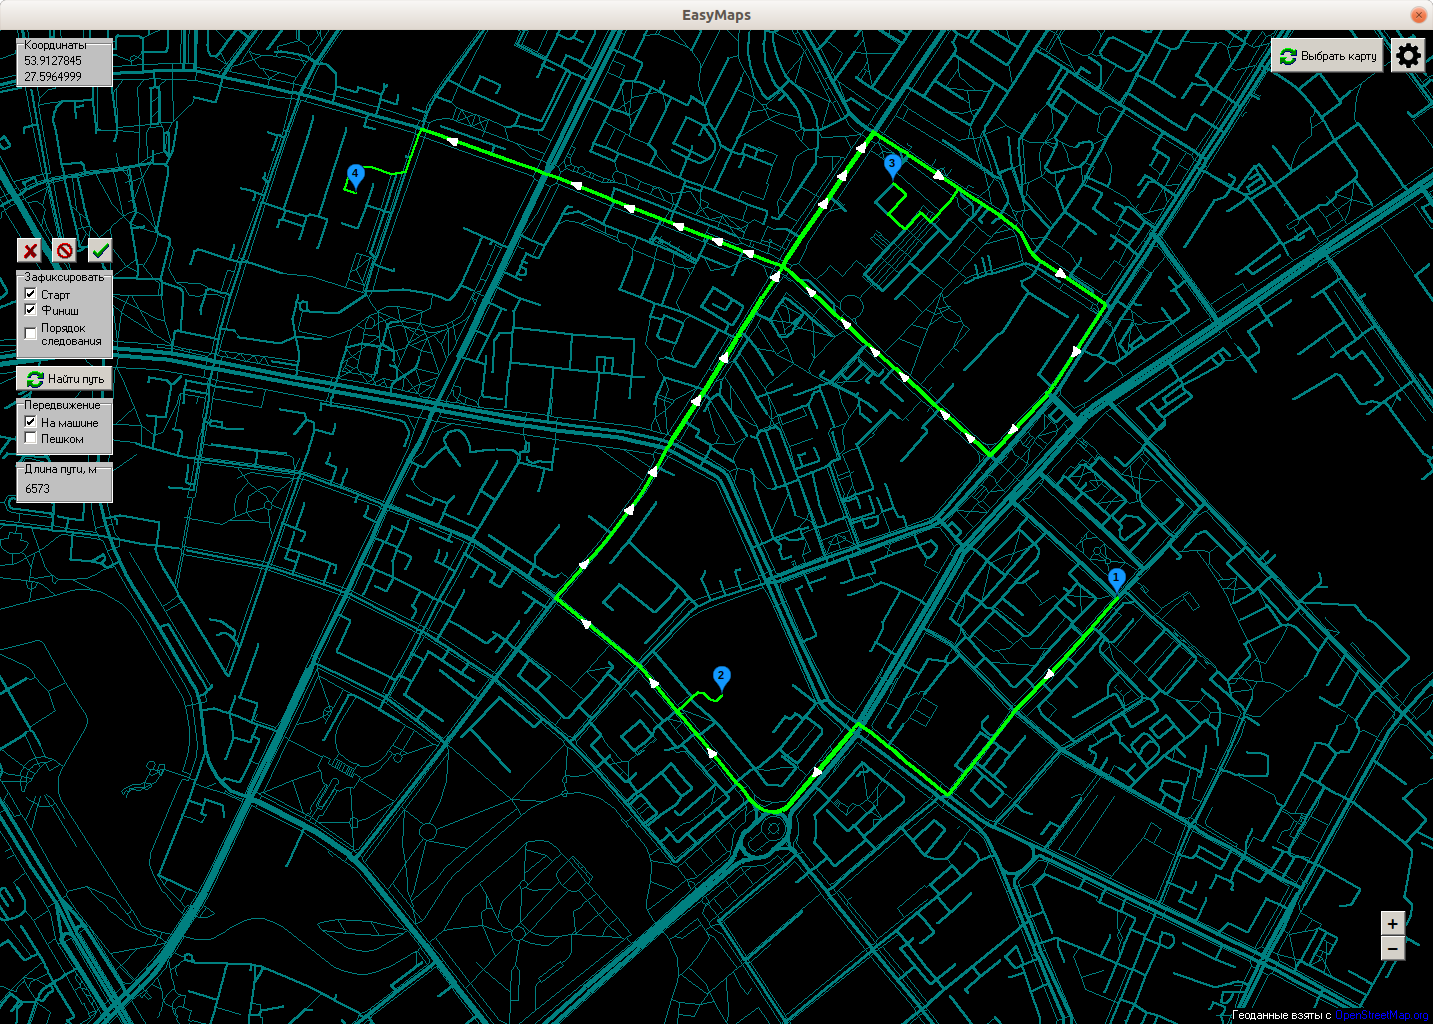 EasyMaps
Координаты
53.9127845
27.5964999
Выбрать карту
3
4
Зафиксировать
Старт
Финиш
Порядок
следования
Найти путь
Передвижение
На машине
Пешком
Длина пути, м
6573
1
2
+
−
Геоданные взяты с OpenStreetMap.org